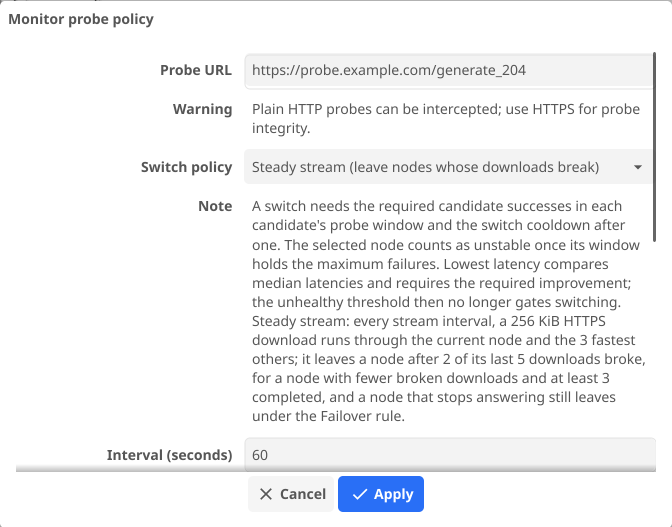 Monitor probe policy
Probe URL
https://probe.example.com/generate_204
Warning
Plain HTTP probes can be intercepted; use HTTPS for probe
integrity.
Switch policy
Steady stream (leave nodes whose downloads break)
Note
A switch needs the required candidate successes in each
candidate's probe window and the switch cooldown after
one. The selected node counts as unstable once its window
holds the maximum failures. Lowest latency compares
median latencies and requires the required improvement;
the unhealthy threshold then no longer gates switching.
Steady stream: every stream interval, a 256 KiB HTTPS
download runs through the current node and the 3 fastest
others; it leaves a node after 2 of its last 5 downloads broke,
for a node with fewer broken downloads and at least 3
completed, and a node that stops answering still leaves
under the Failover rule.
Interval (seconds)
60
Cancel
Apply